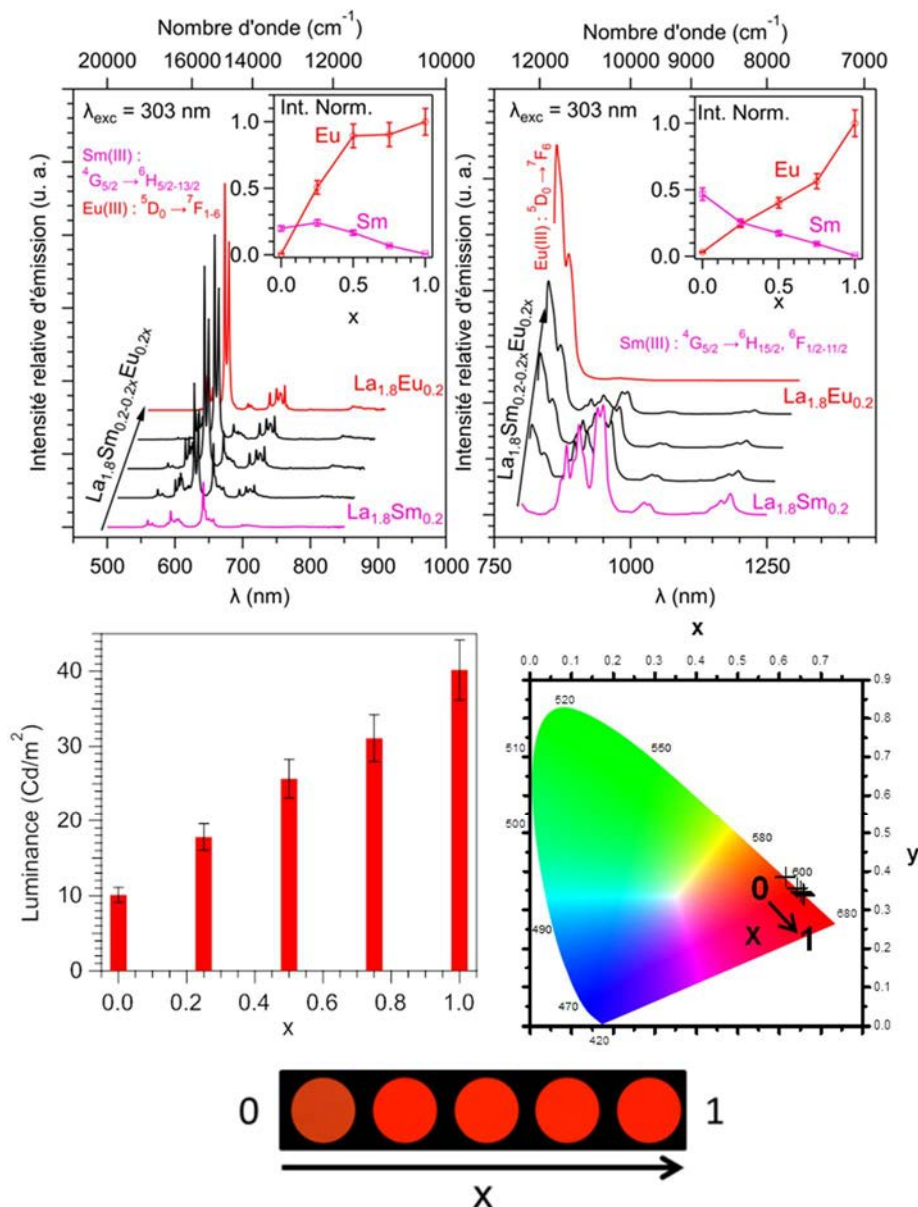 Nombre d'onde (cm⁻¹)
20000 16000 14000 12000 10000
λexc = 303 nm
Sm(III) :
⁴G5/2→⁶H5/2-13/2
Eu(III) : ⁵D0→⁷F1-6
Int. Norm.
1.0
0.5
0.0
Eu
Sm
0.0 0.5 1.0
x
Intensité relative d'émission (u. a.)
La1.8Sm0.2-0.2xEu0.2x
La1.8Eu0.2
La1.8Sm0.2
500 600 700 800 900 1000
λ (nm)
Nombre d'onde (cm⁻¹)
12000 10000 9000 8000 7000
λexc = 303 nm
Eu(III) : ⁵D0→⁷F6
Int. Norm.
1.0
0.5
0.0
Eu
Sm
0.0 0.5 1.0
x
Sm(III) : ⁴G5/2→⁶H15/2, ⁶F1/2-11/2
Intensité relative d'émission (u. a.)
La1.8Sm0.2-0.2xEu0.2x
La1.8Eu0.2
La1.8Sm0.2
750 1000 1250
λ (nm)
Luminance (Cd/m²)
40
30
20
10
0
0.0 0.2 0.4 0.6 0.8 1.0
x
x
0.0 0.1 0.2 0.3 0.4 0.5 0.6 0.7
0.9
0.8
0.7
0.6
0.5
0.4
0.3
0.2
0.1
0.0
y
520
510
550
500
580
600
490
680
470
420
0
x
1
0 1
x